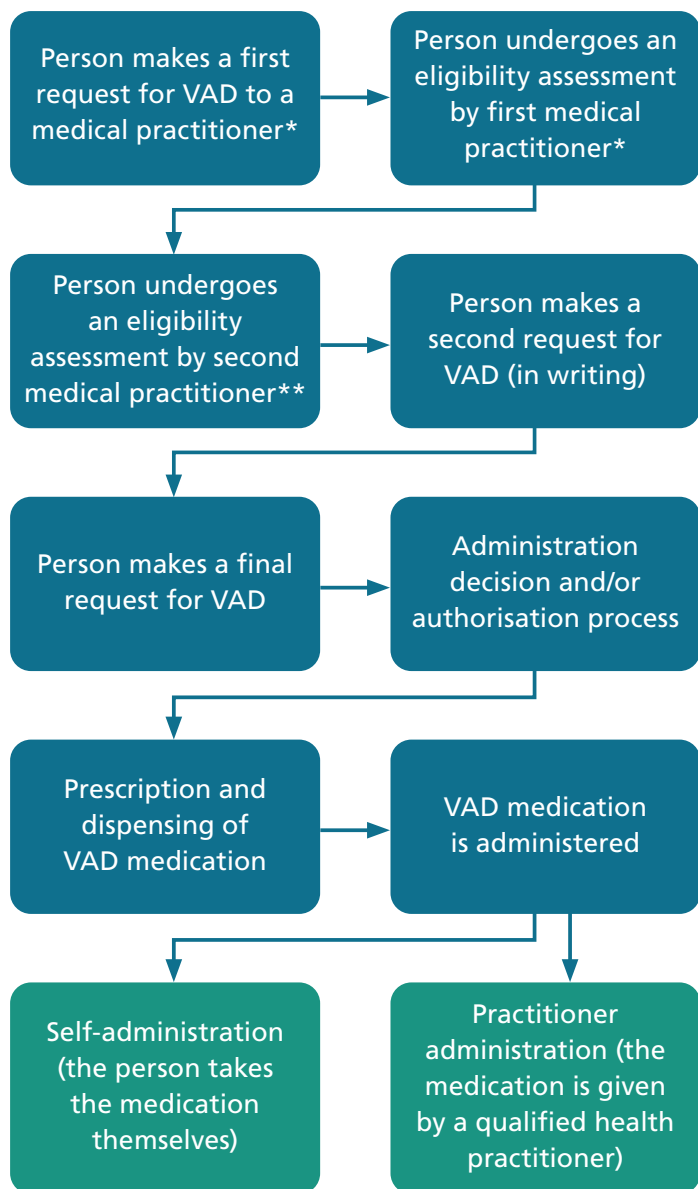 Person makes a first
request for VAD to a
medical practitioner*
Person undergoes an
eligibility assessment
by first medical
practitioner*
Person undergoes
an eligibility
assessment by second
medical practitioner**
Person makes a
second request for
VAD (in writing)
Person makes a final
request for VAD
Administration
decision and/or
authorisation process
Prescription and
dispensing of
VAD medication
VAD medication
is administered
Self-administration
(the person takes
the medication
themselves)
Practitioner
administration (the
medication is given
by a qualified health
practitioner)